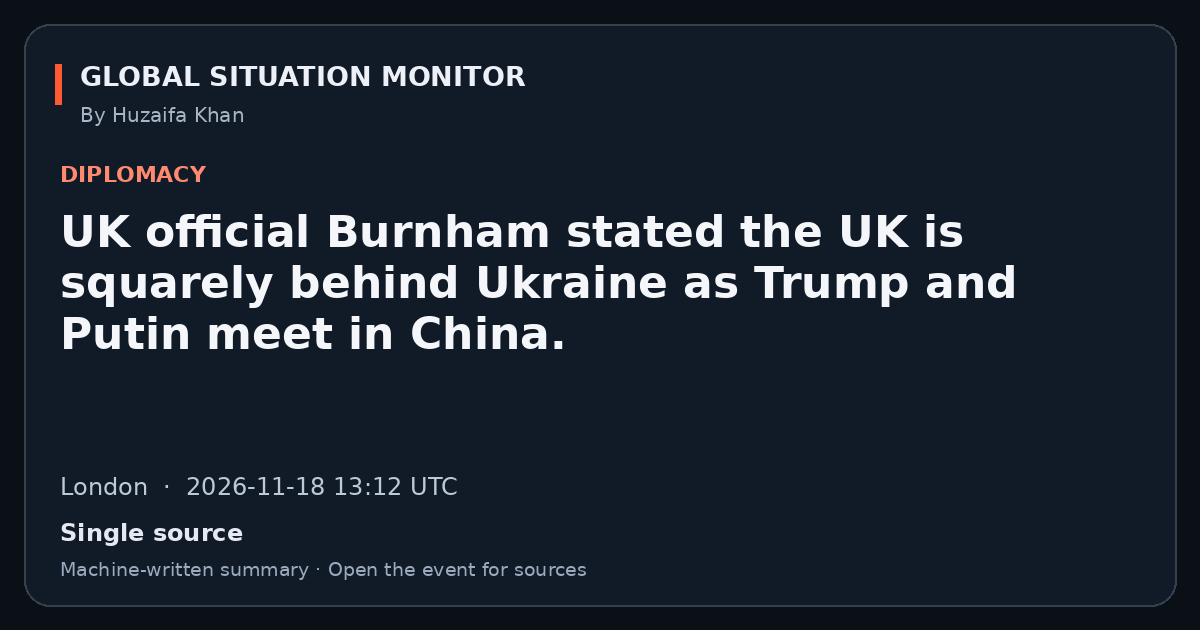 GLOBAL SITUATION MONITOR
By Huzaifa Khan
DIPLOMACY
UK official Burnham stated the UK is
squarely behind Ukraine as Trump and
Putin meet in China.
London · 2026-11-18 13:12 UTC
Single source
Machine-written summary · Open the event for sources